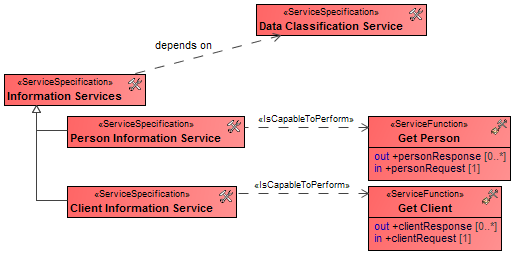 «ServiceSpecification»
Data Classification Service
depends on
«ServiceSpecification»
Information Services
«ServiceSpecification»
Person Information Service
«IsCapableToPerform»
«ServiceFunction»
Get Person
out +personResponse [0..*]
in +personRequest [1]
«ServiceSpecification»
Client Information Service
«IsCapableToPerform»
«ServiceFunction»
Get Client
out +clientResponse [0..*]
in +clientRequest [1]